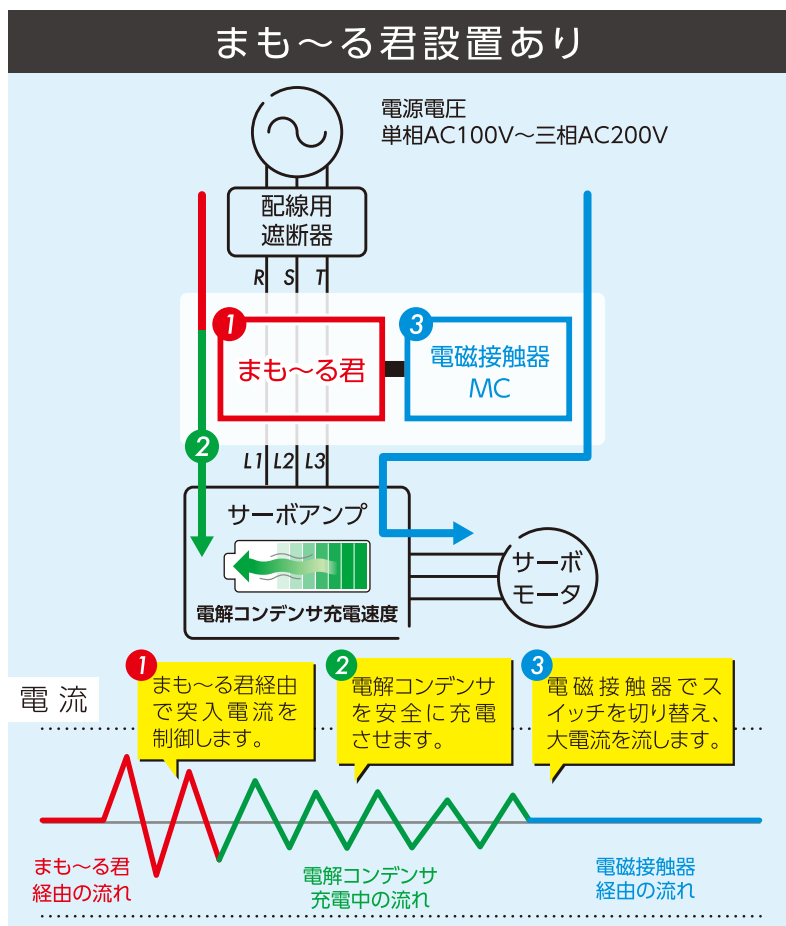 まも～る君設置あり
電源電圧
単相AC100V～三相AC200V
配線用
遮断器
R S T
1
まも～る君
3
電磁接触器
MC
2
L1 L2 L3
サーボアンプ
電解コンデンサ充電速度
サーボ
モータ
電流
1
まも～る君経由
で突入電流を
制御します。
2
電解コンデンサ
を安全に充電
させます。
3
電磁接触器でス
イッチを切り替え、
大電流を流します。
まも～る君
経由の流れ
電解コンデンサ
充電中の流れ
電磁接触器
経由の流れ